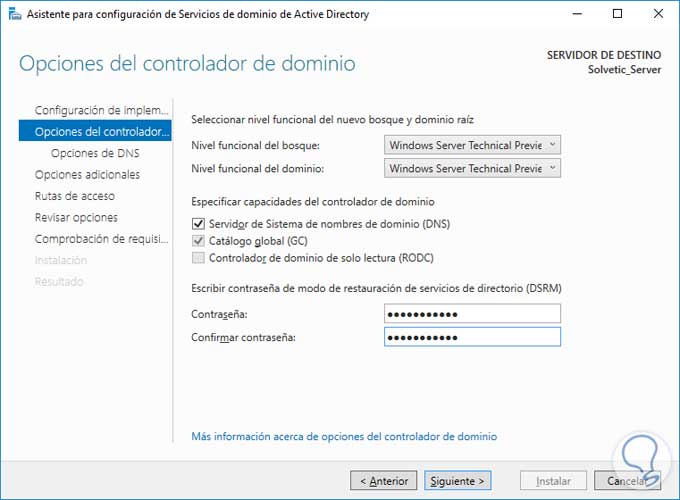 Asistente para configuración de Servicios de dominio de Active Directory
Opciones del controlador de dominio
SERVIDOR DE DESTINO
Solvetic_Server
Configuración de implem...
Opciones del controlador...
Opciones de DNS
Opciones adicionales
Rutas de acceso
Revisar opciones
Comprobación de requisi...
Instalación
Resultado
Seleccionar nivel funcional del nuevo bosque y dominio raíz
Nivel funcional del bosque: Windows Server Technical Previe
Nivel funcional del dominio: Windows Server Technical Previe
Especificar capacidades del controlador de dominio
Servidor de Sistema de nombres de dominio (DNS)
Catálogo global (GC)
Controlador de dominio de solo lectura (RODC)
Escribir contraseña de modo de restauración de servicios de directorio (DSRM)
Contraseña: ●●●●●●●●●●●
Confirmar contraseña: ●●●●●●●●●●●
Más información acerca de opciones del controlador de dominio
< Anterior Siguiente > Instalar Cancelar